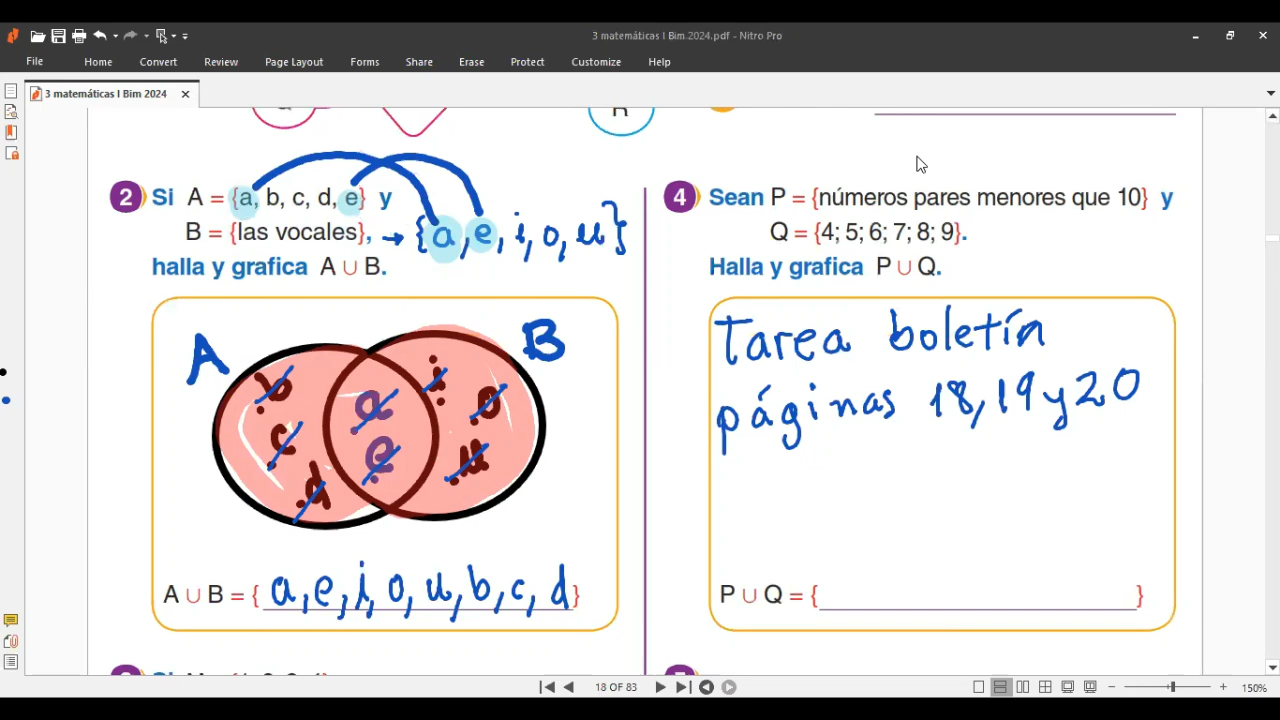 3 matemáticas I Bim.2024.pdf - Nitro Pro
File Home Convert Review Page Layout Forms Share Erase Protect Customize Help
3 matemáticas I Bim 2024
2 Si A = {a, b, c, d, e} y
B = {las vocales}, → {a, e, i, o, u}
halla y grafica A ∪ B.
A B
b
c
d
a
e
i
o
u
A ∪ B = { a, e, i, o, u, b, c, d }
4 Sean P = {números pares menores que 10} y
Q = {4; 5; 6; 7; 8; 9}.
Halla y grafica P ∪ Q.
Tarea boletín
páginas 18, 19 y 20
P ∪ Q = { }
18 OF 83
150%